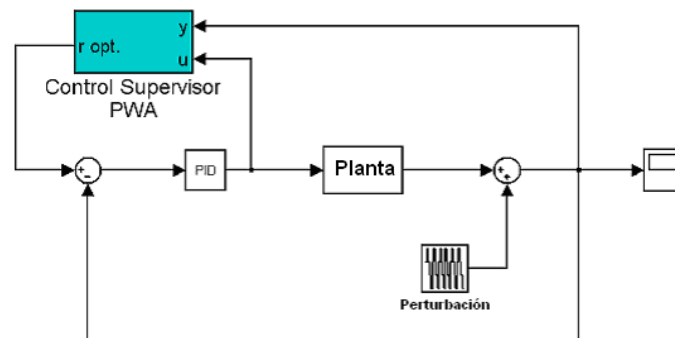 y
r opt.
u
Control Supervisor
PWA
+
-
PID
Planta
+
+
Perturbación